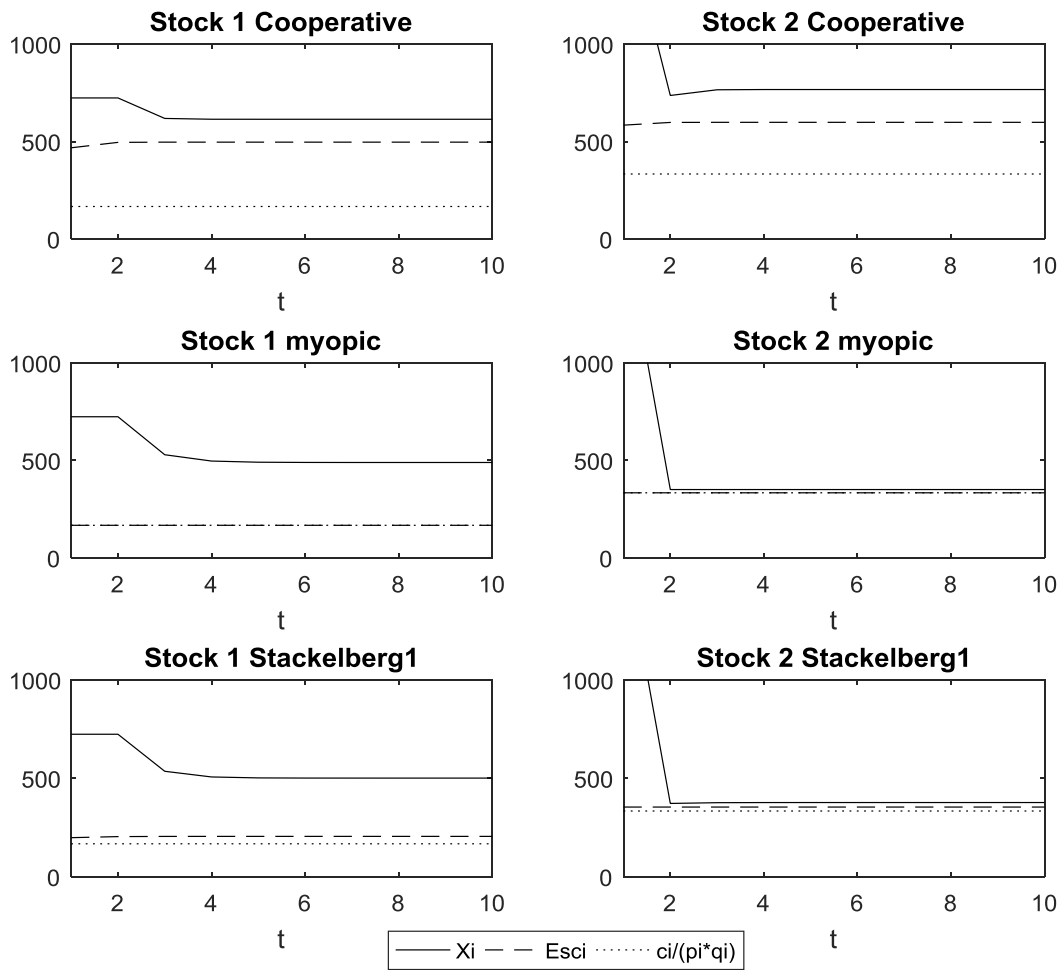 Stock 1 Cooperative
1000
500
0
2 4 6 8 10
t
Stock 2 Cooperative
1000
500
0
2 4 6 8 10
t
Stock 1 myopic
1000
500
0
2 4 6 8 10
t
Stock 2 myopic
1000
500
0
2 4 6 8 10
t
Stock 1 Stackelberg1
1000
500
0
2 4 6 8 10
t
Stock 2 Stackelberg1
1000
500
0
2 4 6 8 10
t
Xi Esci ci/(pi*qi)